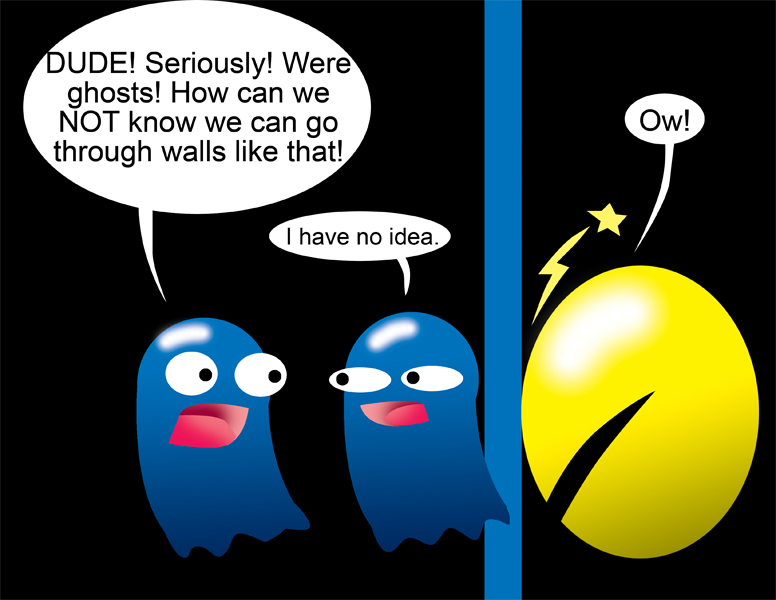 DUDE! Seriously! Were
ghosts! How can we
NOT know we can go
through walls like that!
I have no idea.
Ow!